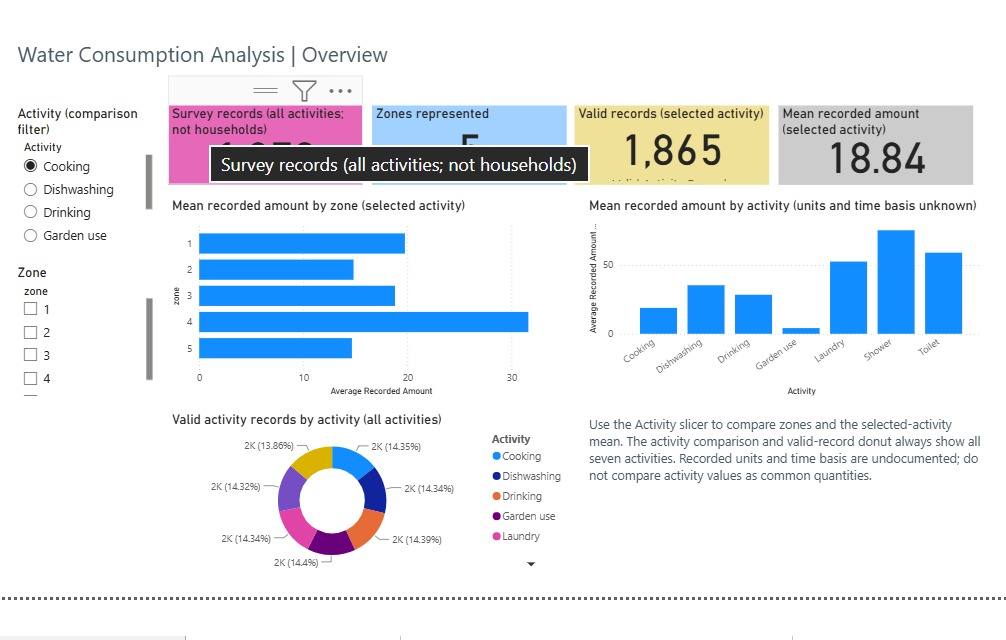 Water Consumption Analysis | Overview
Activity (comparison
filter)
Activity
Cooking
Dishwashing
Drinking
Garden use
Zone
zone
1
2
3
4
Survey records (all activities;
not households)
Survey records (all activities; not households)
Zones represented
Valid records (selected activity)
1,865
Mean recorded amount
(selected activity)
18.84
Mean recorded amount by zone (selected activity)
zone
1
2
3
4
5
0
10
20
30
Average Recorded Amount
Mean recorded amount by activity (units and time basis unknown)
Average Recorded Amount ...
50
0
Cooking
Dishwashing
Drinking
Garden use
Laundry
Shower
Toilet
Activity
Valid activity records by activity (all activities)
2K (13.86%)
2K (14.35%)
2K (14.32%)
2K (14.34%)
2K (14.34%)
2K (14.39%)
2K (14.4%)
Activity
Cooking
Dishwashing
Drinking
Garden use
Laundry
Use the Activity slicer to compare zones and the selected-activity
mean. The activity comparison and valid-record donut always show all
seven activities. Recorded units and time basis are undocumented; do
not compare activity values as common quantities.